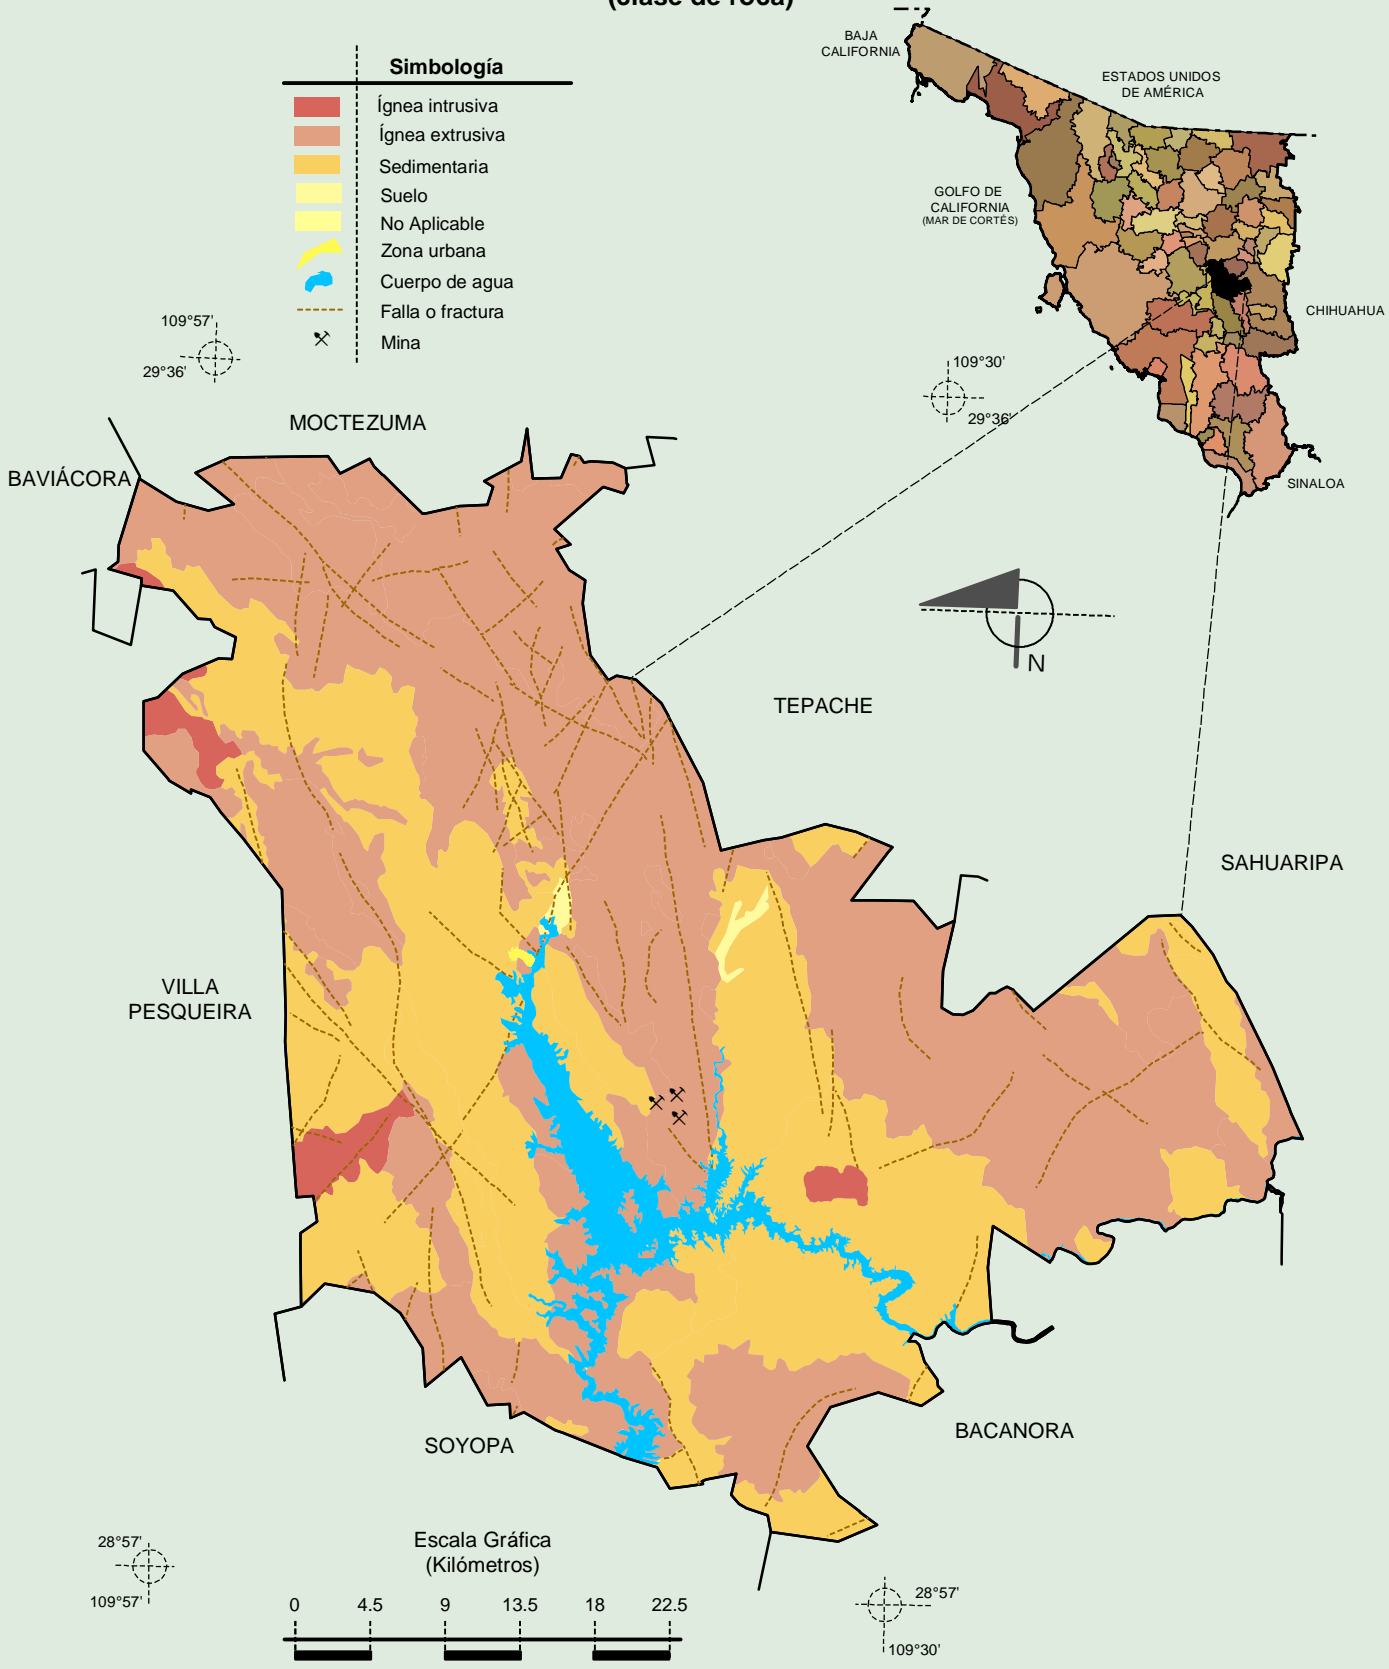 (clase de roca)
Simbología
Ígnea intrusiva
Ígnea extrusiva
Sedimentaria
Suelo
No Aplicable
Zona urbana
Cuerpo de agua
Falla o fractura
Mina
BAJA
CALIFORNIA
ESTADOS UNIDOS
DE AMÉRICA
GOLFO DE
CALIFORNIA
(MAR DE CORTÉS)
CHIHUAHUA
SINALOA
109°57'
29°36'
109°30'
29°36'
MOCTEZUMA
BAVIÁCORA
N
TEPACHE
SAHUARIPA
VILLA
PESQUEIRA
SOYOPA
BACANORA
28°57'
109°57'
Escala Gráfica
(Kilómetros)
0 4.5 9 13.5 18 22.5
28°57'
109°30'